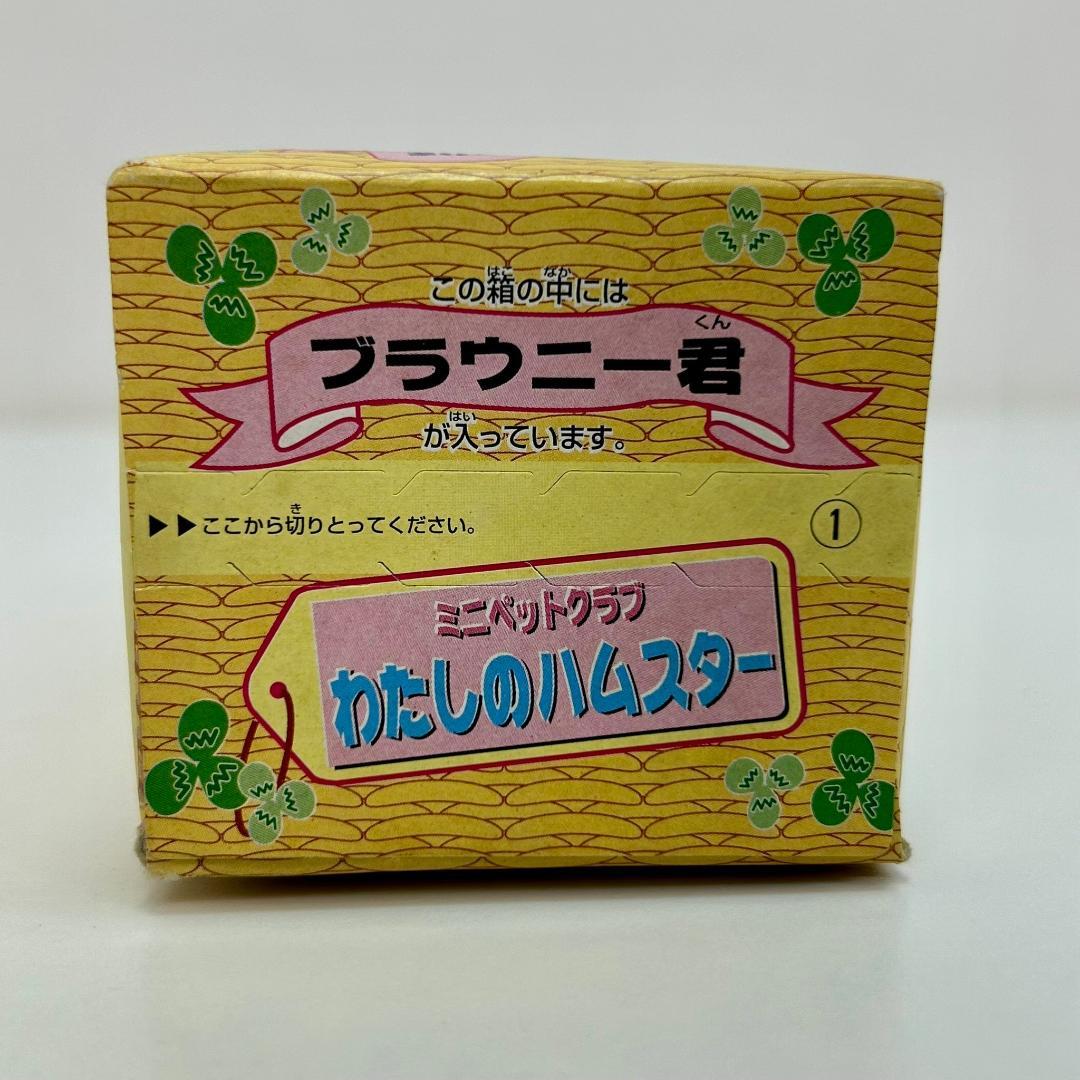 この箱の中には
ブラウニー君
が入っています。
▶▶ここから切りとってください。 ①
ミニペットクラブ
わたしのハムスター